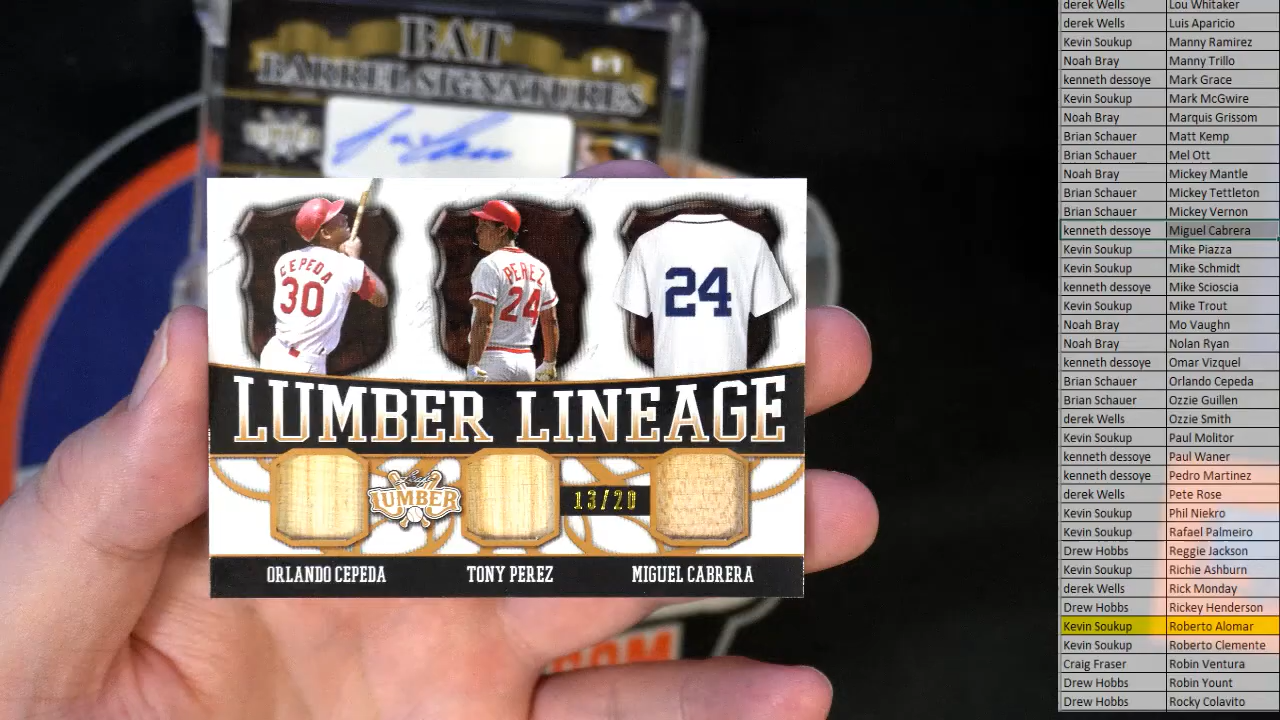 BAT
BARREL SIGNATURES
CEPEDA
30
PEREZ
24
24
LUMBER LINEAGE
LUMBER
13/20
ORLANDO CEPEDA TONY PEREZ MIGUEL CABRERA
.COM
derek Wells Lou Whitaker
derek Wells Luis Aparicio
Kevin Soukup Manny Ramirez
Noah Bray Manny Trillo
kenneth dessoye Mark Grace
Kevin Soukup Mark McGwire
Noah Bray Marquis Grissom
Brian Schauer Matt Kemp
Brian Schauer Mel Ott
Noah Bray Mickey Mantle
Brian Schauer Mickey Tettleton
Brian Schauer Mickey Vernon
kenneth dessoye Miguel Cabrera
Kevin Soukup Mike Piazza
Kevin Soukup Mike Schmidt
kenneth dessoye Mike Scioscia
Kevin Soukup Mike Trout
Noah Bray Mo Vaughn
Noah Bray Nolan Ryan
kenneth dessoye Omar Vizquel
Brian Schauer Orlando Cepeda
Brian Schauer Ozzie Guillen
derek Wells Ozzie Smith
Kevin Soukup Paul Molitor
kenneth dessoye Paul Waner
kenneth dessoye Pedro Martinez
derek Wells Pete Rose
Kevin Soukup Phil Niekro
Kevin Soukup Rafael Palmeiro
Drew Hobbs Reggie Jackson
Kevin Soukup Richie Ashburn
derek Wells Rick Monday
Drew Hobbs Rickey Henderson
Kevin Soukup Roberto Alomar
Kevin Soukup Roberto Clemente
Craig Fraser Robin Ventura
Drew Hobbs Robin Yount
Drew Hobbs Rocky Colavito